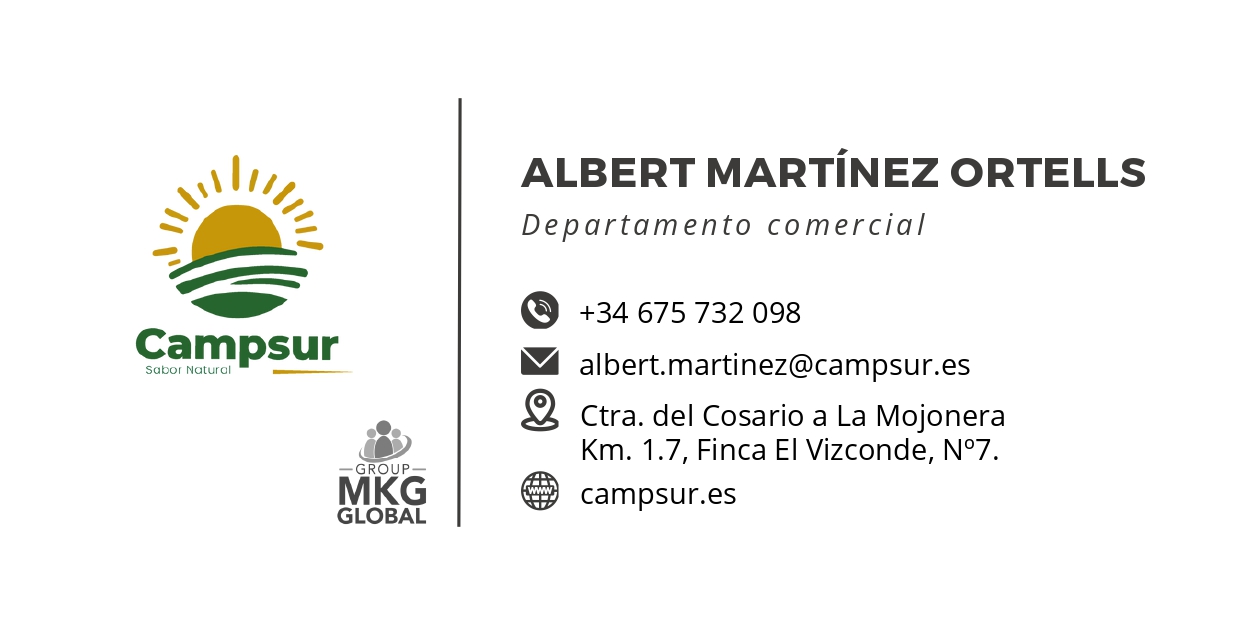 Campsur
Sabor Natural
GROUP
MKG
GLOBAL
ALBERT MARTÍNEZ ORTELLS
Departamento comercial
+34 675 732 098
albert.martinez@campsur.es
Ctra. del Cosario a La Mojonera
Km. 1.7, Finca El Vizconde, Nº7.
campsur.es